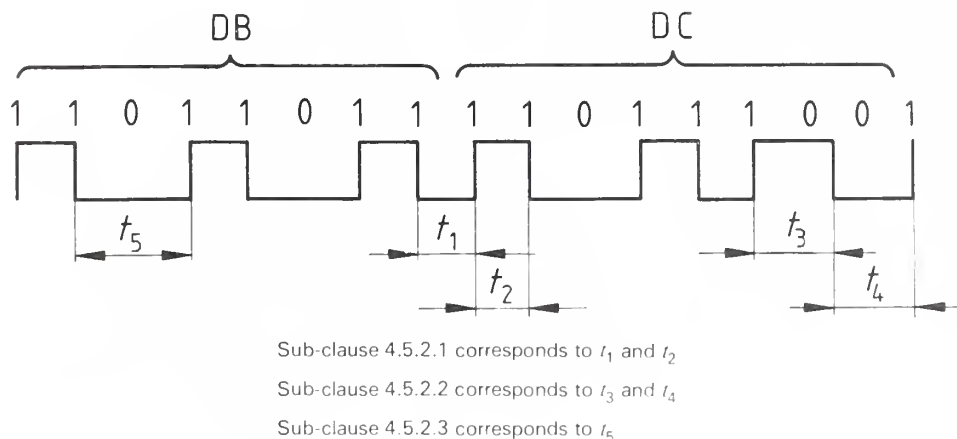 DB DC
1 1 0 1 1 0 1 1 1 1 0 1 1 1 0 0 1
t5 t1 t3
t2 t4
Sub-clause 4.5.2.1 corresponds to t1 and t2
Sub-clause 4.5.2.2 corresponds to t3 and t4
Sub-clause 4.5.2.3 corresponds to t5